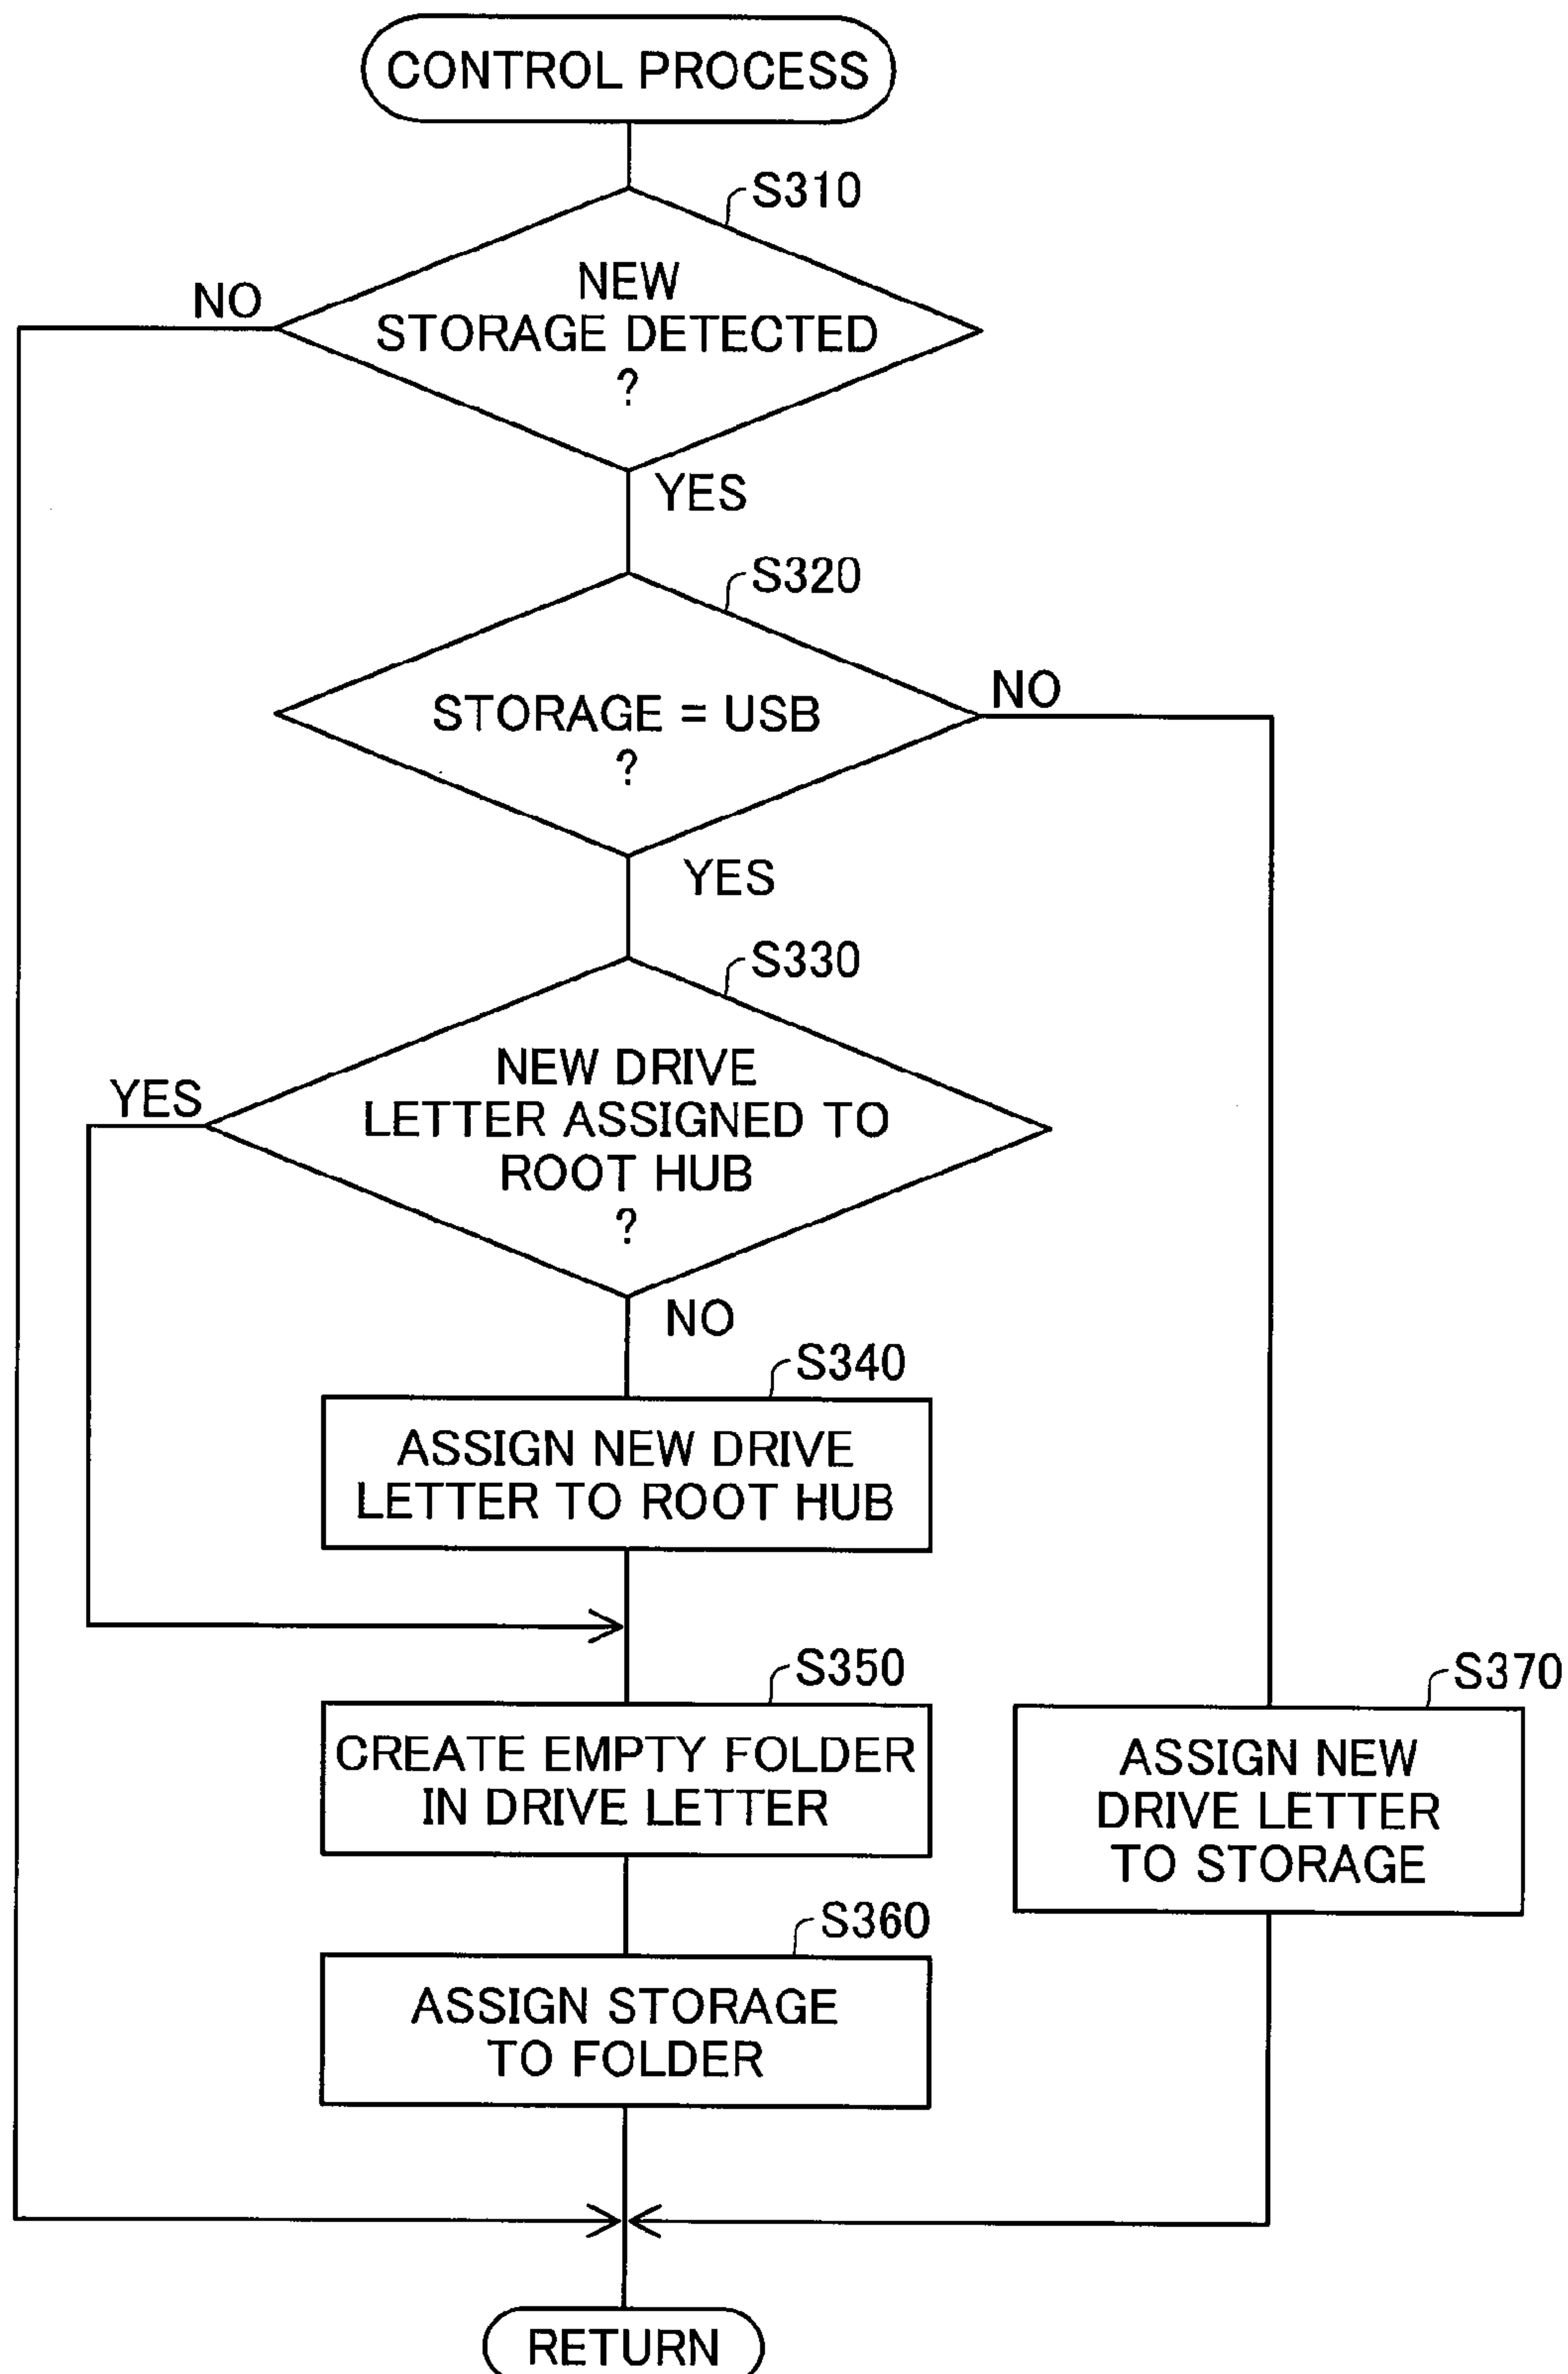 CONTROL PROCESS
S310
NO
NEW
STORAGE DETECTED
?
YES
S320
NO
STORAGE = USB
?
YES
S330
YES
NEW DRIVE
LETTER ASSIGNED TO
ROOT HUB
?
NO
S340
ASSIGN NEW DRIVE
LETTER TO ROOT HUB
S350
CREATE EMPTY FOLDER
IN DRIVE LETTER
S370
ASSIGN NEW
DRIVE LETTER
TO STORAGE
S360
ASSIGN STORAGE
TO FOLDER
RETURN